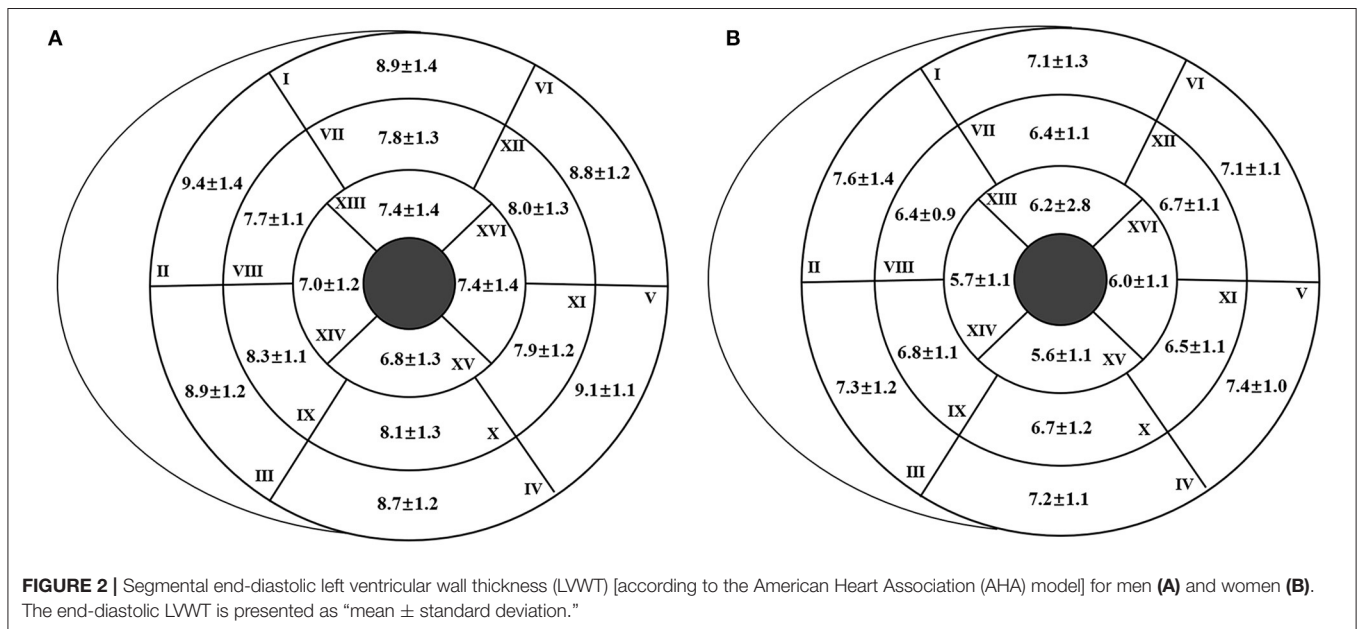 A
I
8.9±1.4
VI
VII
7.8±1.3
XII
8.8±1.2
9.4±1.4
7.7±1.1
XIII
7.4±1.4
8.0±1.3
XVI
II
VIII
7.0±1.2
7.4±1.4
XI
V
XIV
8.3±1.1
6.8±1.3
XV
7.9±1.2
8.9±1.2
9.1±1.1
IX
8.1±1.3
X
III
8.7±1.2
IV
B
I
7.1±1.3
VI
VII
6.4±1.1
XII
7.1±1.1
7.6±1.4
6.4±0.9
XIII
6.2±2.8
6.7±1.1
XVI
II
VIII
5.7±1.1
6.0±1.1
XI
V
XIV
6.8±1.1
5.6±1.1
XV
6.5±1.1
7.3±1.2
7.4±1.0
IX
6.7±1.2
X
III
7.2±1.1
IV
FIGURE 2 | Segmental end-diastolic left ventricular wall thickness (LVWT) [according to the American Heart Association (AHA) model] for men (A) and women (B).
The end-diastolic LVWT is presented as “mean ± standard deviation.”